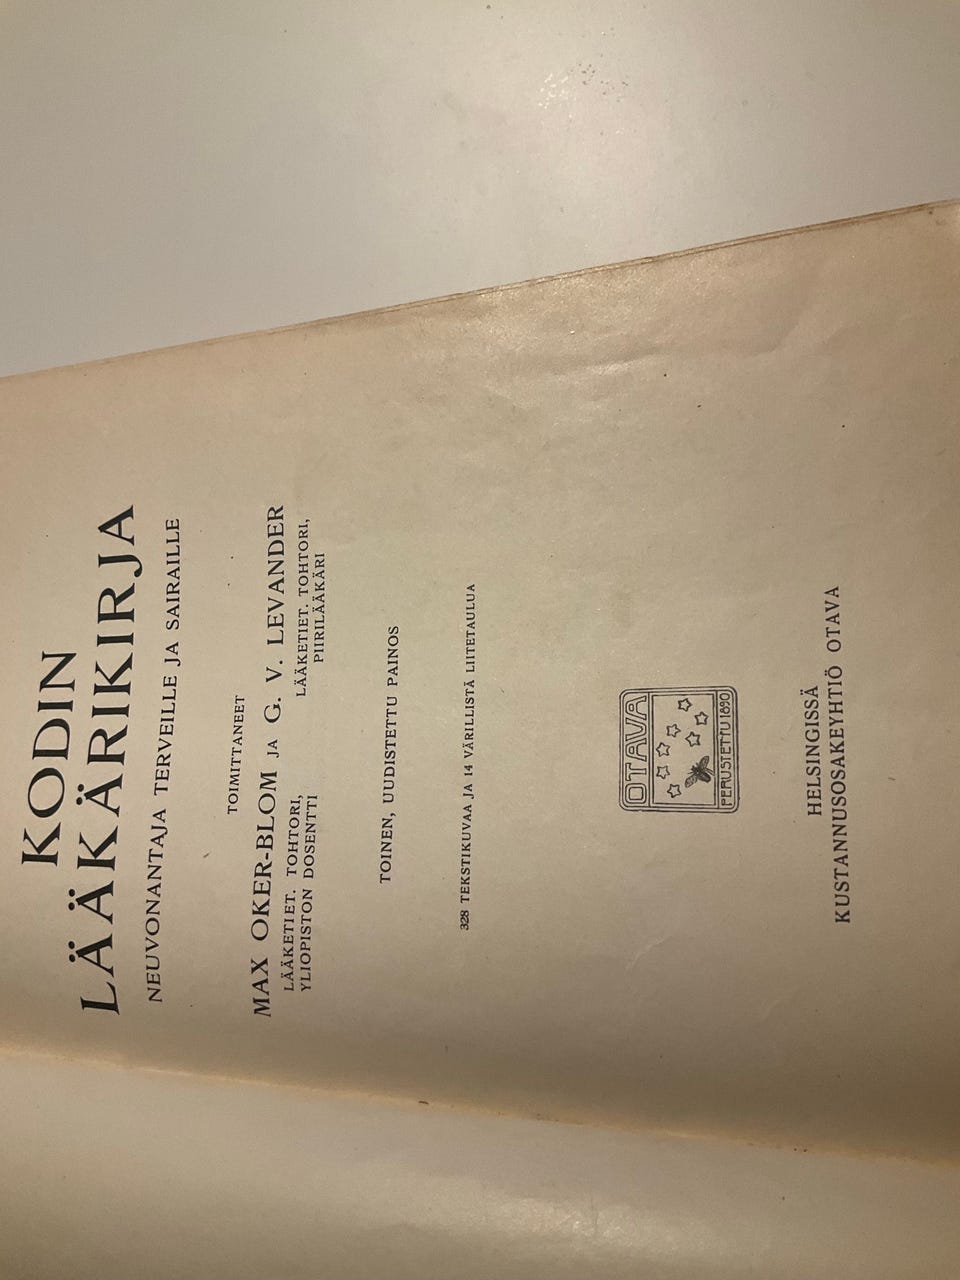 KODIN
LÄÄKÄRIKIRJA
NEUVONANTAJA TERVEILLE JA SAIRAILLE
TOIMITTANEET
MAX OKER-BLOM JA G. V. LEVANDER
LÄÄKETIET. TOHTORI, LÄÄKETIET. TOHTORI,
YLIOPISTON DOSENTTI PIIRILÄÄKÄRI
TOINEN, UUDISTETTU PAINOS
328 TEKSTIKUVAA JA 14 VÄRILLISTÄ LIITETAULUA
OTAVA
PERUSTETTU 1890
HELSINGISSÄ
KUSTANNUSOSAKEYHTIÖ OTAVA